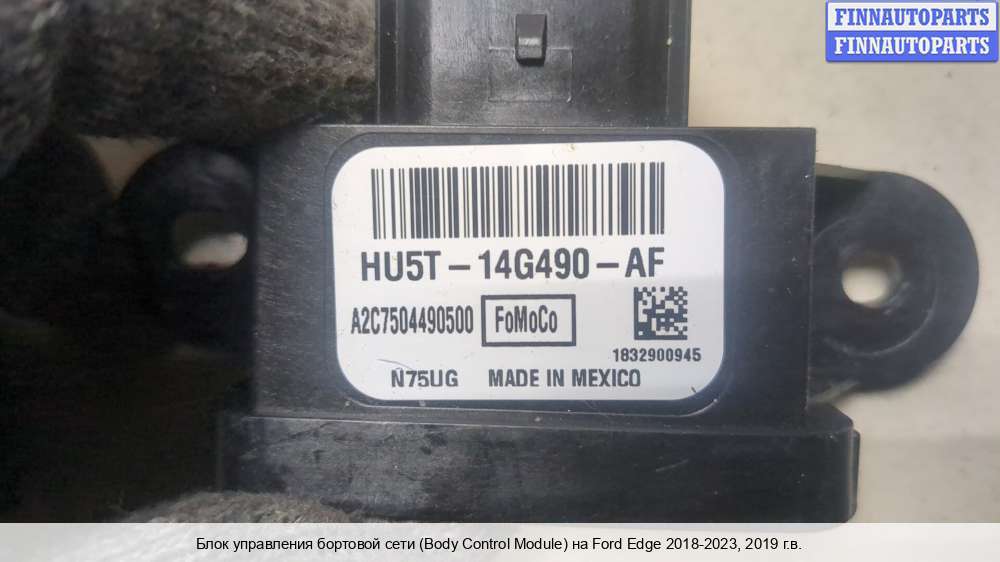 FINNAUTOPARTS
FINNAUTOPARTS
HU5T-14G490-AF
A2C7504490500 FoMoCo
1832900945
N75UG MADE IN MEXICO
Блок управления бортовой сети (Body Control Module) на Ford Edge 2018-2023, 2019 г.в.